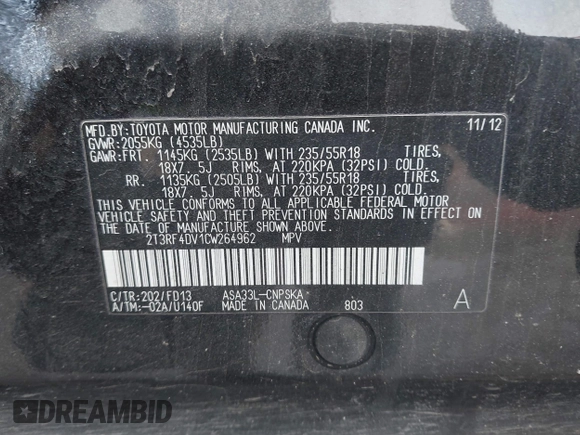 MFD.BY:TOYOTA MOTOR MANUFACTURING CANADA INC. 11/12
GVWR:2055KG (4535LB)
GAWR:FRT. 1145KG (2535LB) WITH 235/55R18 TIRES,
18X7. 5J RIMS, AT 220KPA (32PSI) COLD.
RR. 1135KG (2505LB) WITH 235/55R18 TIRES,
18X7. 5J RIMS, AT 220KPA (32PSI) COLD.
THIS VEHICLE CONFORMS TO ALL APPLICABLE FEDERAL MOTOR
VEHICLE SAFETY AND THEFT PREVENTION STANDARDS IN EFFECT ON
THE DATE OF MANUFACTURE SHOWN ABOVE.
2T3RF4DV1CW264962 MPV
C/TR:202/FD13 ASA33L-CNPSKA A
A/TM:-02A/U140F MADE IN CANADA 803
DREAMBID